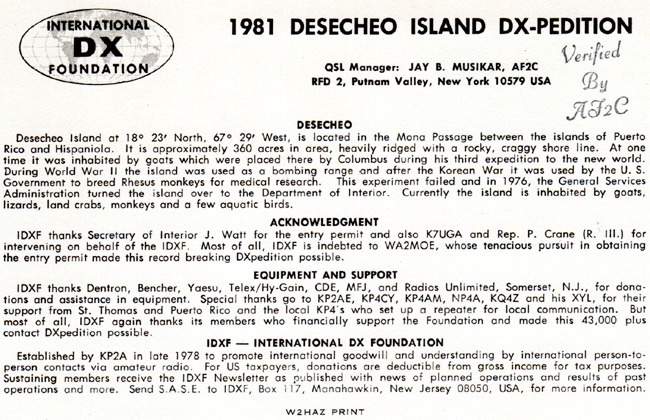 INTERNATIONAL
DX
FOUNDATION
1981 DESECHEO ISLAND DX-PEDITION
QSL Manager: JAY B. MUSIKAR, AF2C
RFD 2, Putnam Valley, New York 10579 USA
Verified
By
AF2C
DESECHEO
Desecheo Island at 18° 23' North, 67° 29' West, is located in the Mona Passage between the islands of Puerto
Rico and Hispaniola. It is approximately 360 acres in area, heavily ridged with a rocky, craggy shore line. At one
time it was inhabited by goats which were placed there by Columbus during his third expedition to the new world.
During World War II the island was used as a bombing range and after the Korean War it was used by the U. S.
Government to breed Rhesus monkeys for medical research. This experiment failed and in 1976, the General Services
Administration turned the island over to the Department of Interior. Currently the island is inhabited by goats,
lizards, land crabs, monkeys and a few aquatic birds.
ACKNOWLEDGMENT
IDXF thanks Secretary of Interior J. Watt for the entry permit and also K7UGA and Rep. P. Crane (R. Ill.) for
intervening on behalf of the IDXF. Most of all, IDXF is indebted to WA2MOE, whose tenacious pursuit in obtaining
the entry permit made this record breaking DXpedition possible.
EQUIPMENT AND SUPPORT
IDXF thanks Dentron, Bencher, Yaesu, Telex/Hy-Gain, CDE, MFJ, and Radios Unlimited, Somerset, N.J., for dona-
tions and assistance in equipment. Special thanks go to KP2AE, KP4CY, KP4AM, NP4A, KQ4Z and his XYL, for their
support from St. Thomas and Puerto Rico and the local KP4's who set up a repeater for local communication. But
most of all, IDXF again thanks its members who financially support the Foundation and made this 43,000 plus
contact DXpedition possible.
IDXF — INTERNATIONAL DX FOUNDATION
Established by KP2A in late 1978 to promote international goodwill and understanding by international person-to-
person contacts via amateur radio. For US taxpayers, donations are deductible from gross income for tax purposes.
Sustaining members receive the IDXF Newsletter as published with news of planned operations and results of past
operations and more. Send S.A.S.E. to IDXF, Box 117, Manahawkin, New Jersey 08050, USA, for more information.
W2HAZ PRINT